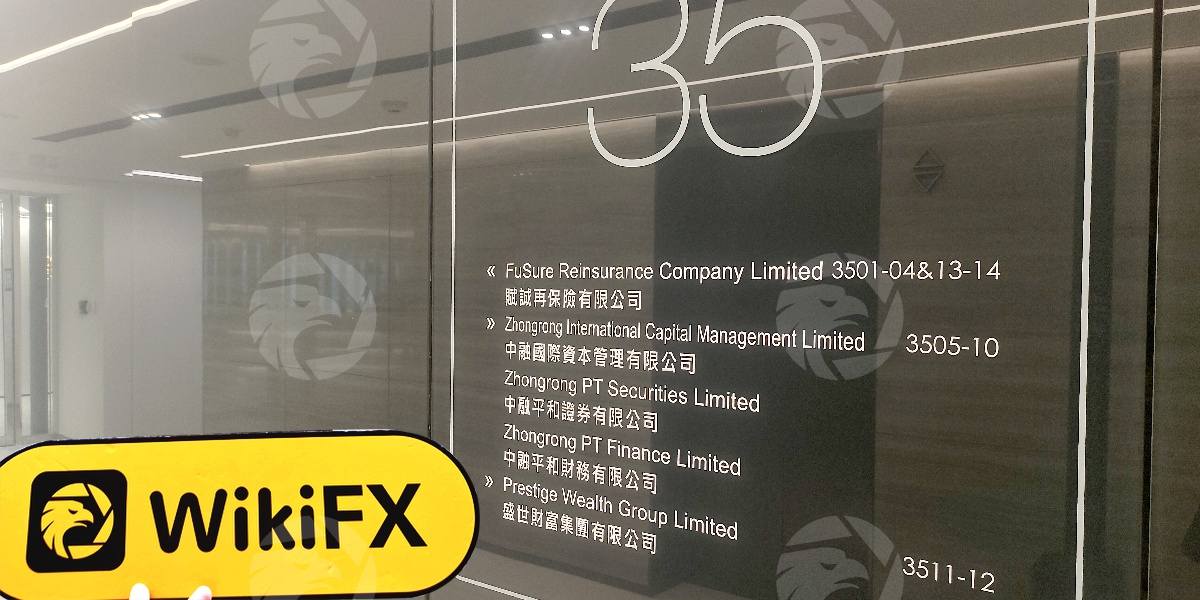 35
« FuSure Reinsurance Company Limited 3501-04&13-14
賦誠再保險有限公司
» Zhongrong International Capital Management Limited 3505-10
中融國際資本管理有限公司
Zhongrong PT Securities Limited
中融平和證券有限公司
Zhongrong PT Finance Limited
中融平和財務有限公司
» Prestige Wealth Group Limited
盛世財富集團有限公司
3511-12
WikiFX